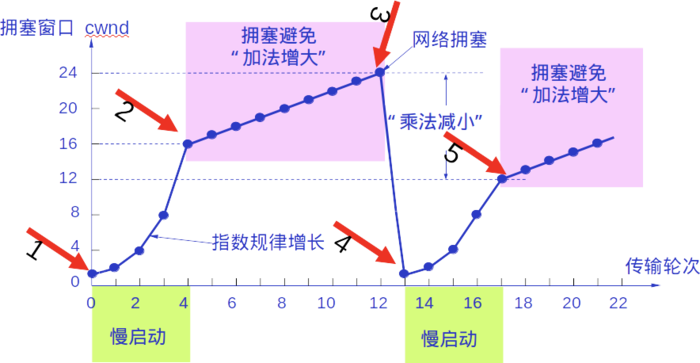 拥塞窗口 cwnd
拥塞避免
“加法增大”
3
网络拥塞
拥塞避免
“加法增大”
24
20
2
16
“乘法减小”
5
12
8
1
指数规律增长
4
4
0
传输轮次
0 2 4 6 8 10 12 14 16 18 20 22
慢启动
慢启动